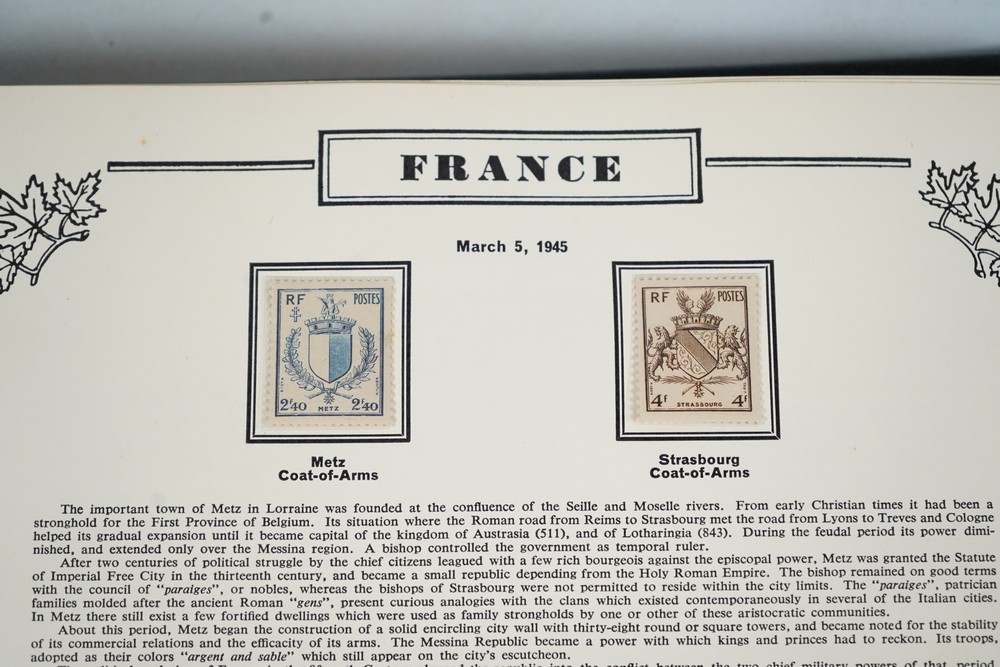 FRANCE
March 5, 1945
RF POSTES
2F40 METZ 2F40
RF POSTES
4F STRASBOURG 4F
Metz
Coat-of-Arms
Strasbourg
Coat-of-Arms
The important town of Metz in Lorraine was founded at the confluence of the Seille and Moselle rivers. From early Christian times it had been a
stronghold for the First Province of Belgium. Its situation where the Roman road from Reims to Strasbourg met the road from Lyons to Treves and Cologne
helped its gradual expansion until it became capital of the kingdom of Austrasia (511), and of Lotharingia (843). During the feudal period its power dimi-
nished, and extended only over the Messina region. A bishop controlled the government as temporal ruler.
After two centuries of political struggle by the chief citizens leagued with a few rich bourgeois against the episcopal power, Metz was granted the Statute
of Imperial Free City in the thirteenth century, and became a small republic depending from the Holy Roman Empire. The bishop remained on good terms
with the council of "paraiges", or nobles, whereas the bishops of Strasbourg were not permitted to reside within the city limits. The "paraiges", patrician
families molded after the ancient Roman "gens", present curious analogies with the clans which existed contemporaneously in several of the Italian cities.
In Metz there still exist a few fortified dwellings which were used as family strongholds by one or other of these aristocratic communities.
About this period, Metz began the construction of a solid encircling city wall with thirty-eight round or square towers, and became noted for the stability
of its commercial relations and the efficacity of its arms. The Messina Republic became a power with which kings and princes had to reckon. Its troops,
adopted as their colors "argent and sable" which still appear on the city's escutcheon.
the republic into the conflict between the two chief military powers of that period,